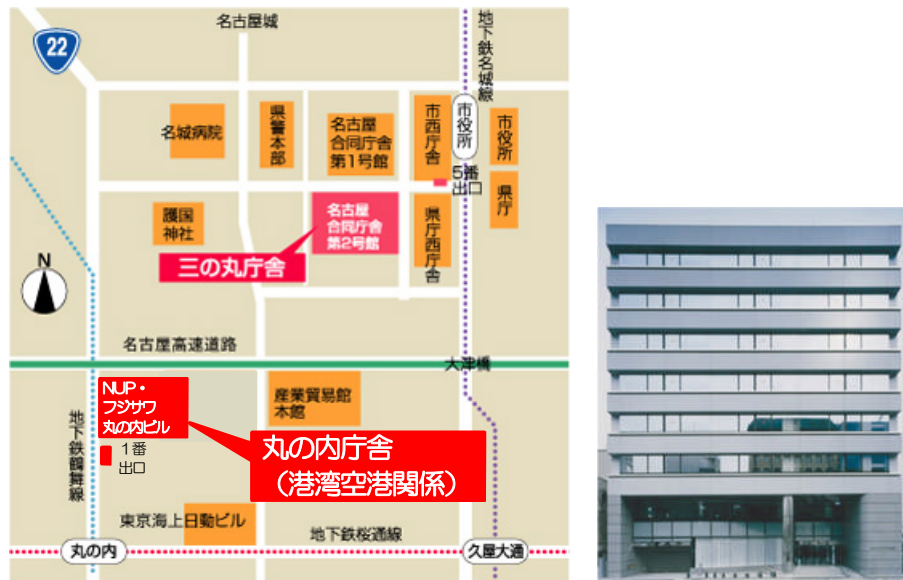 名古屋城
22
地下鉄名城線
名城病院
県警本部
名古屋
合同庁舎
第1号館
市西庁舎
市役所
市役所
5番
出口
県庁
護国
神社
名古屋
合同庁舎
第2号館
県庁西庁舎
三の丸庁舎
N
名古屋高速道路
大津橋
NUP・
フジサワ
丸の内ビル
産業貿易館
本館
地下鉄鶴舞線
1番
出口
丸の内庁舎
（港湾空港関係）
東京海上日動ビル
地下鉄桜通線
丸の内
久屋大通